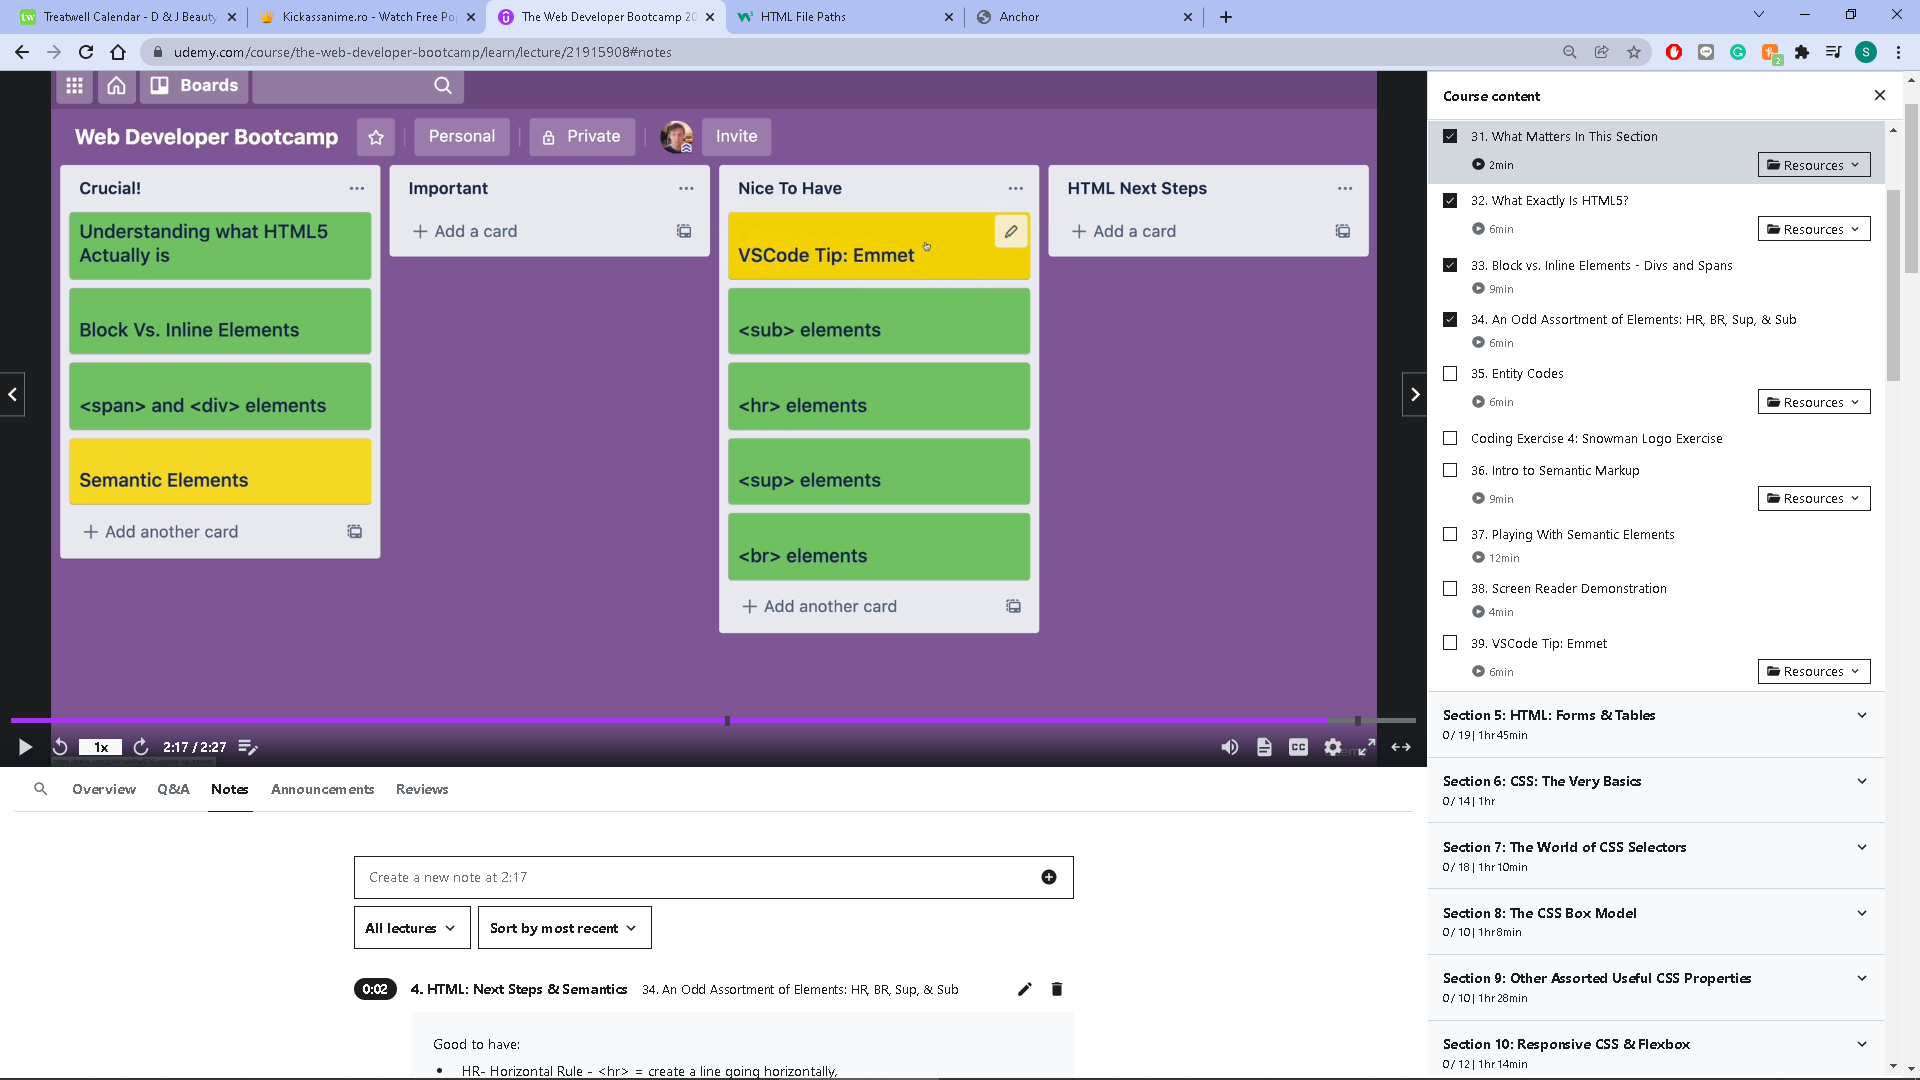 Treatwell Calendar - D & J Beauty
Kickassanime.ro - Watch Free Po
The Web Developer Bootcamp 20
HTML File Paths
Anchor
udemy.com/course/the-web-developer-bootcamp/learn/lecture/21915908#notes
S
2
Boards
Web Developer Bootcamp
Personal
Private
Invite
Crucial!
Understanding what HTML5
Actually is
Block Vs. Inline Elements
<span> and <div> elements
Semantic Elements
+ Add another card
Important
+ Add a card
Nice To Have
VSCode Tip: Emmet
<sub> elements
<hr> elements
<sup> elements
<br> elements
+ Add another card
HTML Next Steps
+ Add a card
1x
2:17 / 2:27
CC
Overview
Q&A
Notes
Announcements
Reviews
Create a new note at 2:17
All lectures
Sort by most recent
0:02
4. HTML: Next Steps & Semantics
34. An Odd Assortment of Elements: HR, BR, Sup, & Sub
Good to have:
• HR- Horizontal Rule - <hr> = create a line going horizontally,
Course content
31. What Matters In This Section
2min
Resources
32. What Exactly Is HTML5?
6min
Resources
33. Block vs. Inline Elements - Divs and Spans
9min
34. An Odd Assortment of Elements: HR, BR, Sup, & Sub
6min
35. Entity Codes
6min
Resources
Coding Exercise 4: Snowman Logo Exercise
36. Intro to Semantic Markup
9min
Resources
37. Playing With Semantic Elements
12min
38. Screen Reader Demonstration
4min
39. VSCode Tip: Emmet
6min
Resources
Section 5: HTML: Forms & Tables
0 / 19 | 1hr 45min
Section 6: CSS: The Very Basics
0 / 14 | 1hr
Section 7: The World of CSS Selectors
0 / 18 | 1hr 10min
Section 8: The CSS Box Model
0 / 10 | 1hr 8min
Section 9: Other Assorted Useful CSS Properties
0 / 10 | 1hr 28min
Section 10: Responsive CSS & Flexbox
0 / 12 | 1hr 14min